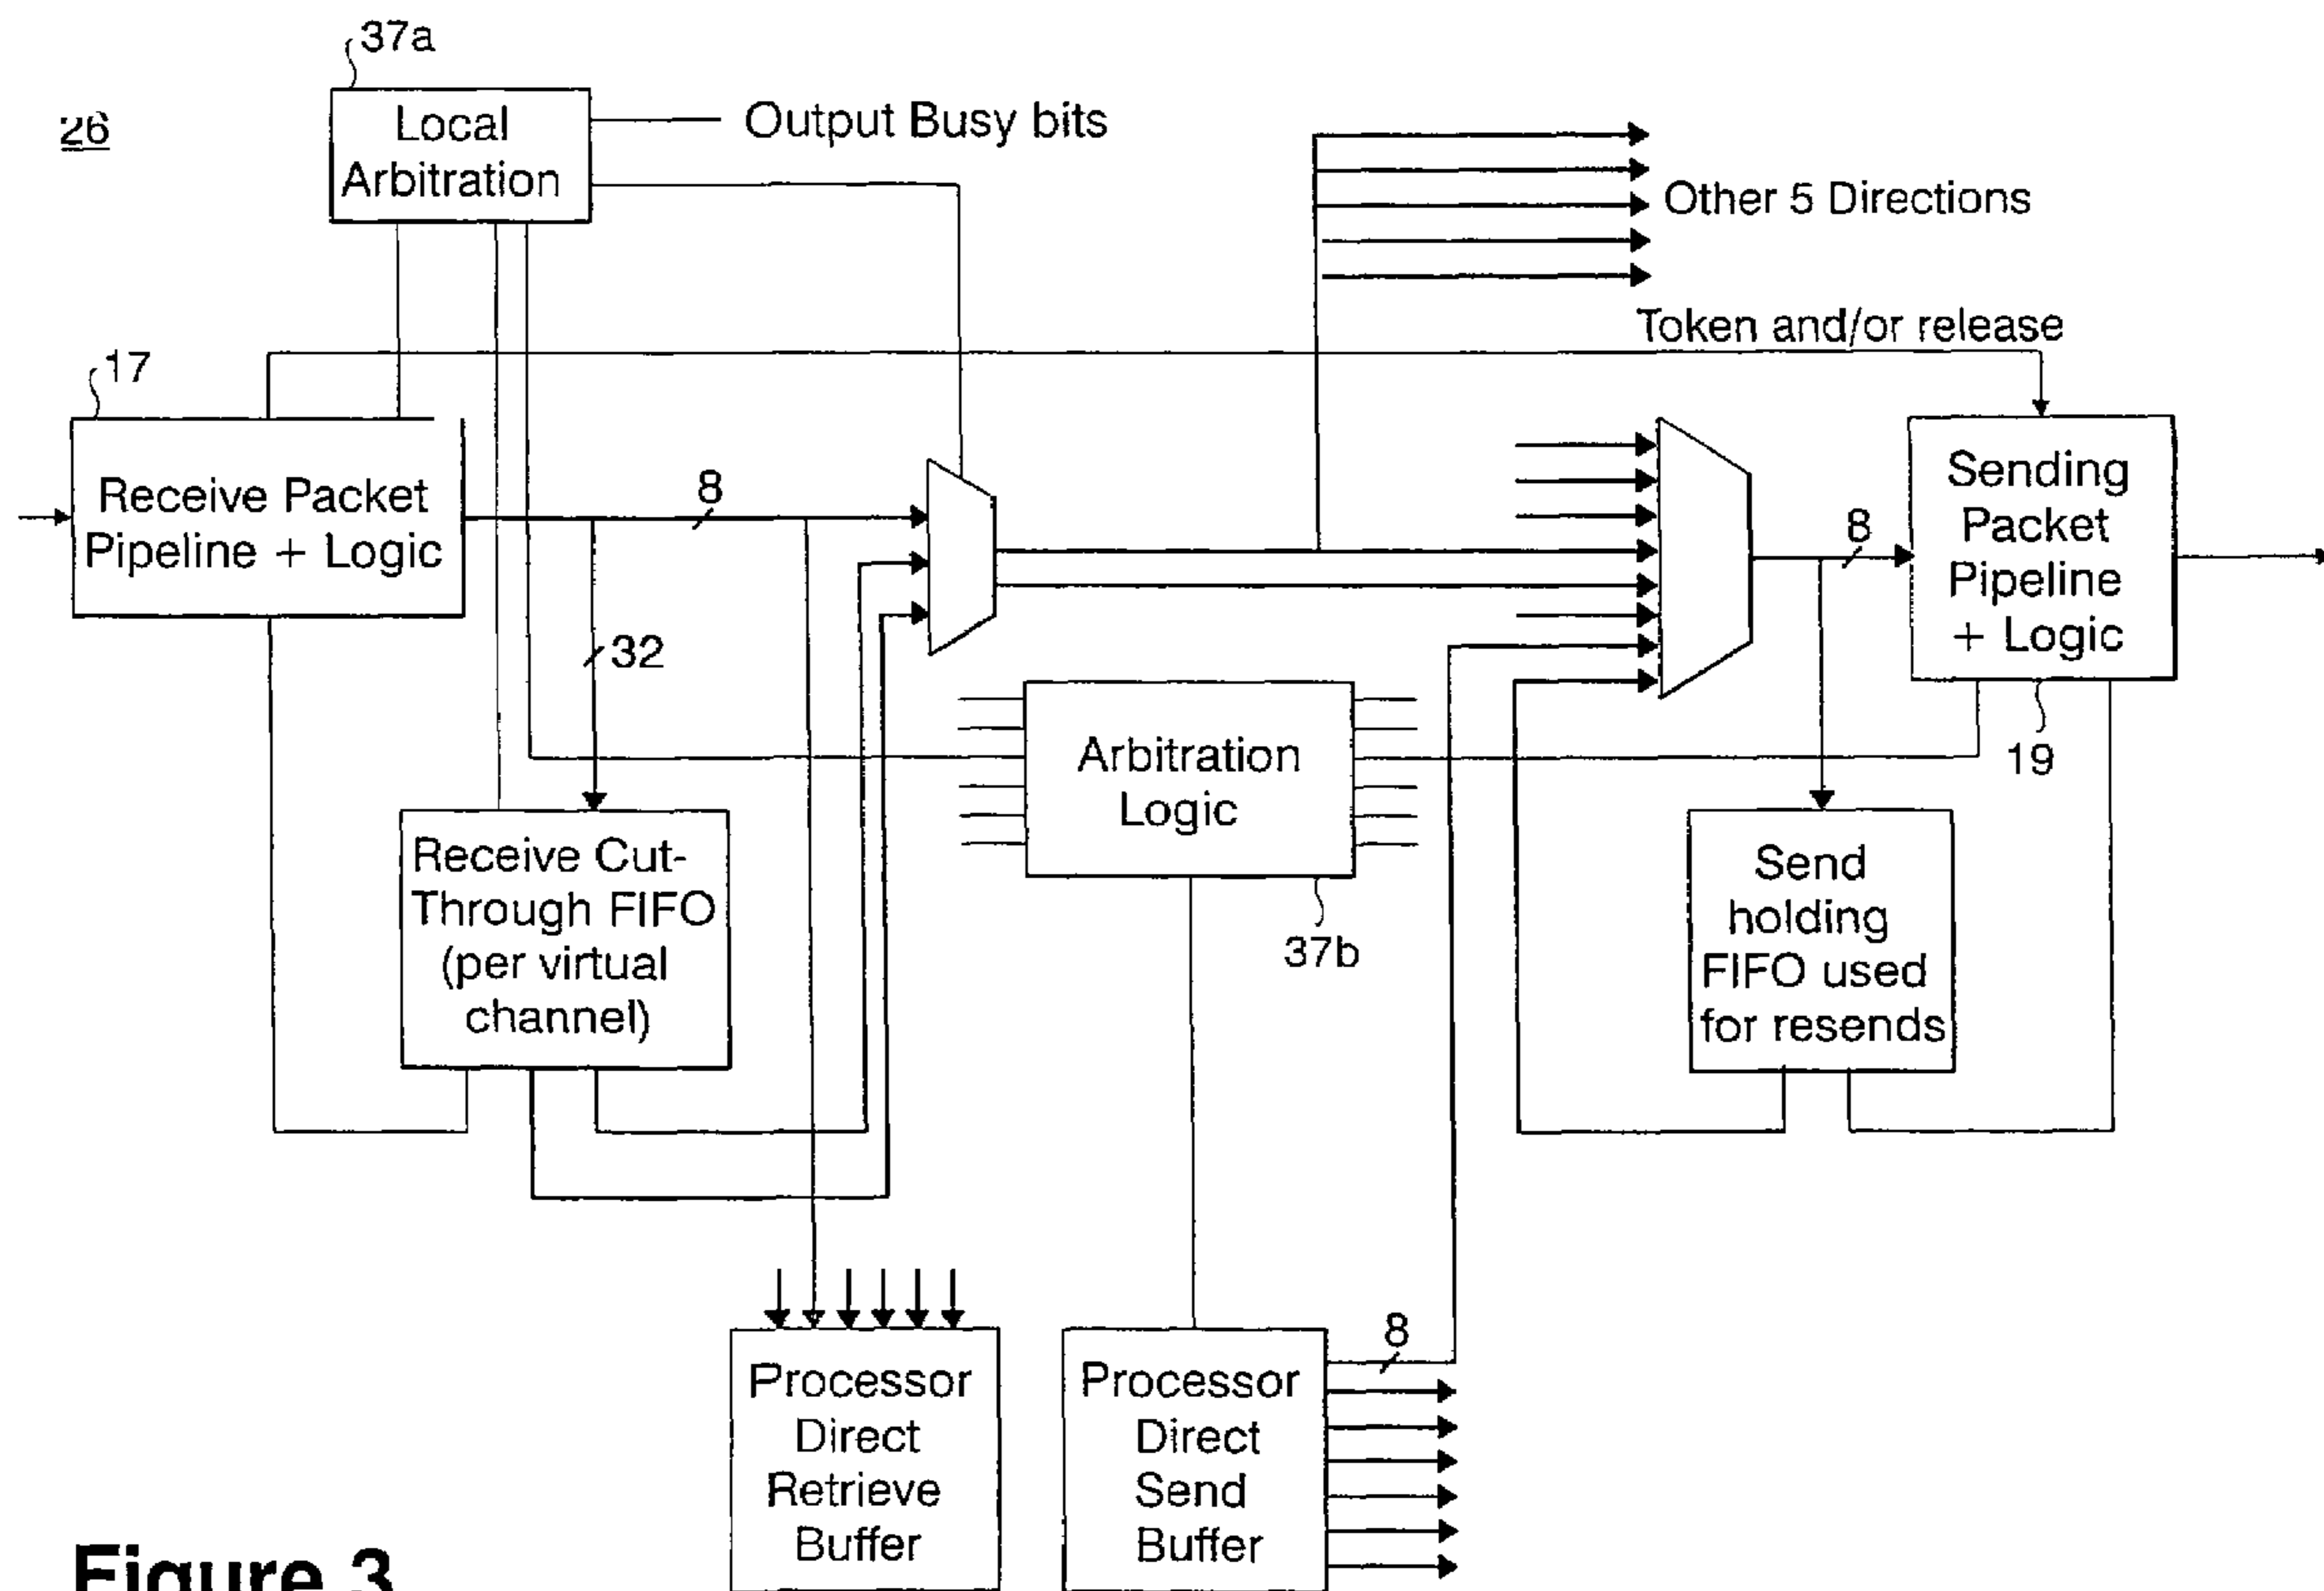 37a
26
Local
Arbitration
Output Busy bits
Other 5 Directions
Token and/or release
17
Receive Packet
Pipeline + Logic
8
32
8
Sending
Packet
Pipeline
+ Logic
19
Arbitration
Logic
37b
Receive Cut-
Through FIFO
(per virtual
channel)
Send
holding
FIFO used
for resends
8
Processor
Direct
Retrieve
Buffer
Processor
Direct
Send
Buffer
Figure 3